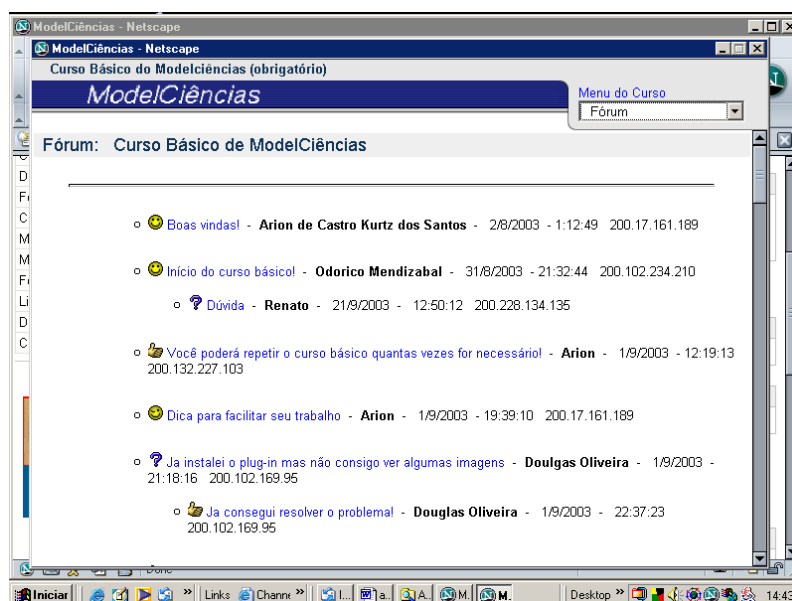 ModelCiências - Netscape
ModelCiências - Netscape
Curso Básico do Modelciências (obrigatório)
ModelCiências
Menu do Curso
Fórum
Fórum: Curso Básico de ModelCiências
Boas vindas! - Arion de Castro Kurtz dos Santos - 2/8/2003 - 1:12:49 200.17.161.189
Início do curso básico! - Odorico Mendizabal - 31/8/2003 - 21:32:44 200.102.234.210
Dúvida - Renato - 21/9/2003 - 12:50:12 200.228.134.135
Você poderá repetir o curso básico quantas vezes for necessário! - Arion - 1/9/2003 - 12:19:13
200.132.227.103
Dica para facilitar seu trabalho - Arion - 1/9/2003 - 19:39:10 200.17.161.189
Ja instalei o plug-in mas não consigo ver algumas imagens - Doulgas Oliveira - 1/9/2003 -
21:18:16 200.102.169.95
Ja consegui resolver o problema! - Douglas Oliveira - 1/9/2003 - 22:37:23
200.102.169.95
D
F
C
M
M
F
Li
D
C
Iniciar » Links Channe » I... a.. A.. M. M. Desktop » 14:43